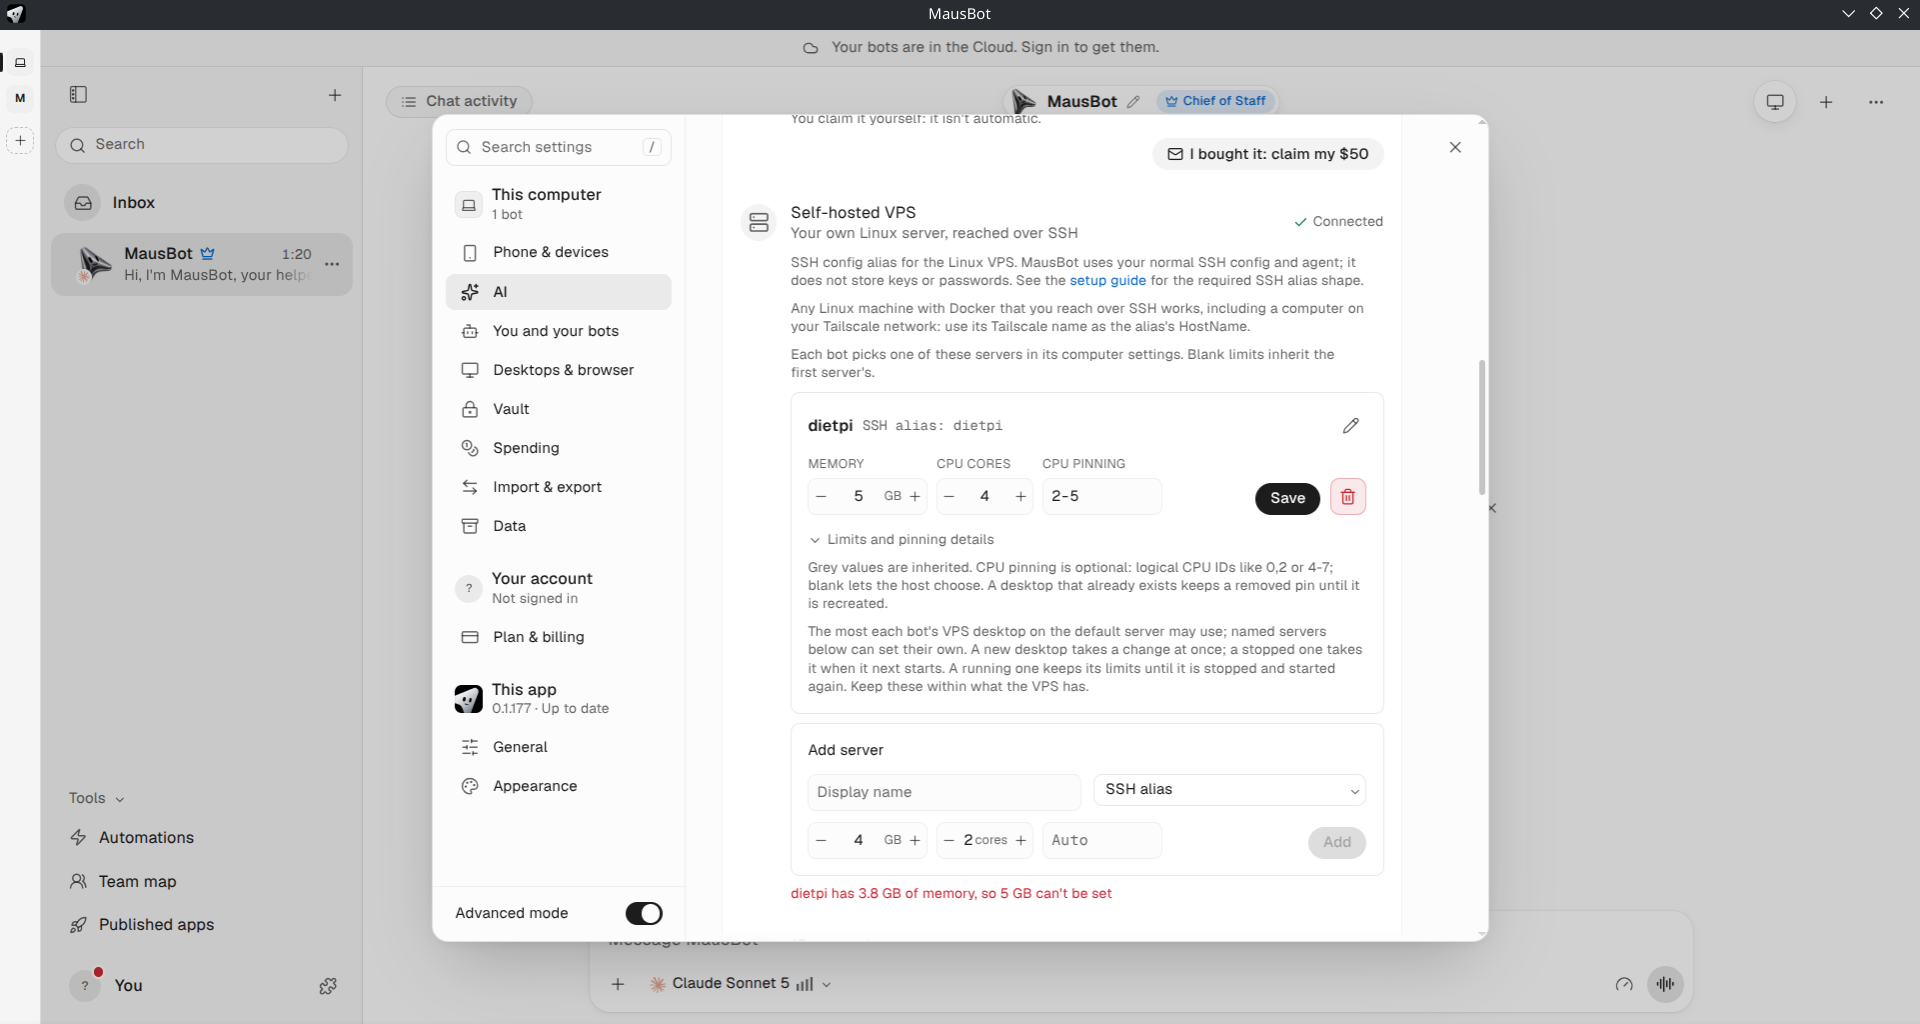 MausBot
Your bots are in the Cloud. Sign in to get them.
M
Search
Inbox
MausBot
1:20
Hi, I'm MausBot, your help
Tools
Automations
Team map
Published apps
?
You
Chat activity
MausBot
Chief of Staff
Search settings
/
This computer
1 bot
Phone & devices
AI
You and your bots
Desktops & browser
Vault
Spending
Import & export
Data
?
Your account
Not signed in
Plan & billing
This app
0.1.177 · Up to date
General
Appearance
Advanced mode
You claim it yourself: it isn't automatic.
I bought it: claim my $50
Self-hosted VPS
Your own Linux server, reached over SSH
Connected
SSH config alias for the Linux VPS. MausBot uses your normal SSH config and agent; it
does not store keys or passwords. See the setup guide for the required SSH alias shape.
Any Linux machine with Docker that you reach over SSH works, including a computer on
your Tailscale network: use its Tailscale name as the alias's HostName.
Each bot picks one of these servers in its computer settings. Blank limits inherit the
first server's.
dietpi SSH alias: dietpi
MEMORY CPU CORES CPU PINNING
− 5 GB + − 4 + 2-5
Save
Limits and pinning details
Grey values are inherited. CPU pinning is optional: logical CPU IDs like 0,2 or 4-7;
blank lets the host choose. A desktop that already exists keeps a removed pin until it
is recreated.
The most each bot's VPS desktop on the default server may use; named servers
below can set their own. A new desktop takes a change at once; a stopped one takes
it when it next starts. A running one keeps its limits until it is stopped and started
again. Keep these within what the VPS has.
Add server
Display name
SSH alias
− 4 GB + − 2 cores + Auto
Add
dietpi has 3.8 GB of memory, so 5 GB can't be set
Message MausBot
Claude Sonnet 5